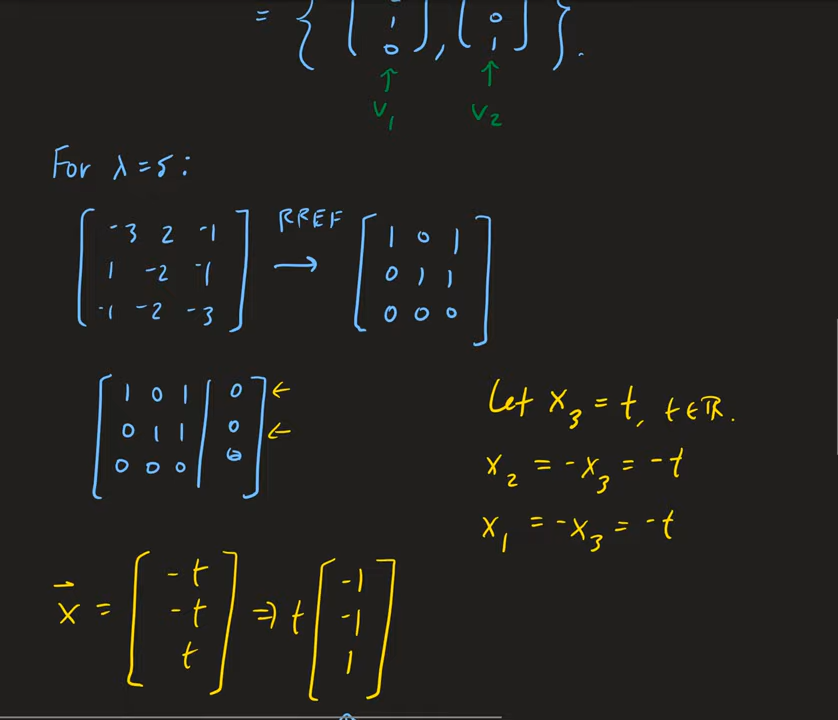 = { [ 1 0 ], [ 0 1 ] }.
↑ ↑
v1 v2
For λ = 5:
[ -3 2 -1 ] RREF [ 1 0 1 ]
[ 1 -2 -1 ] → [ 0 1 1 ]
[ -1 -2 -3 ] [ 0 0 0 ]
[ 1 0 1 | 0 ] ←
[ 0 1 1 | 0 ] ←
[ 0 0 0 | 0 ]
Let x3 = t, t ∈ ℝ.
x2 = -x3 = -t
x1 = -x3 = -t
[ -t ] [ -1 ]
x⃗ = [ -t ] => t [ -1 ]
[ t ] [ 1 ]